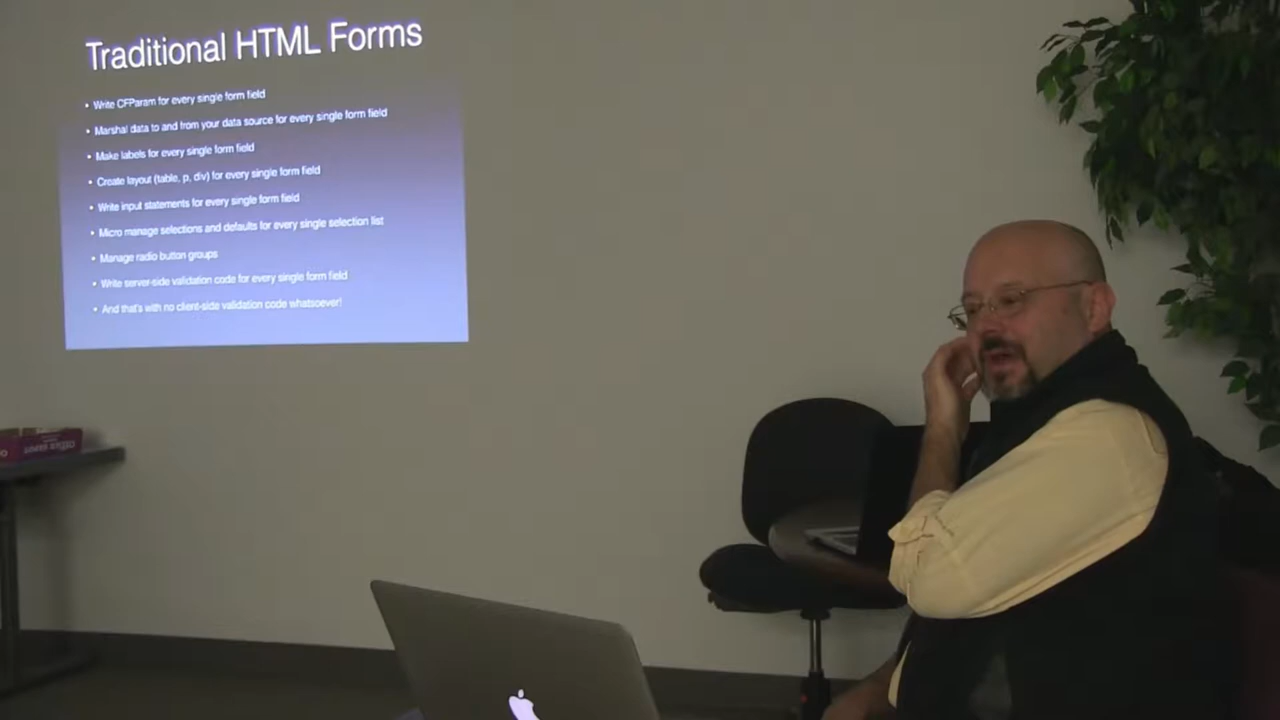 Traditional HTML Forms
• Write CFParam for every single form field
• Marshal data to and from your data source for every single form field
• Make labels for every single form field
• Create layout (table, p, div) for every single form field
• Write input statements for every single form field
• Micro manage selections and defaults for every single selection list
• Manage radio button groups
• Write server-side validation code for every single form field
• And that's with no client-side validation code whatsoever!